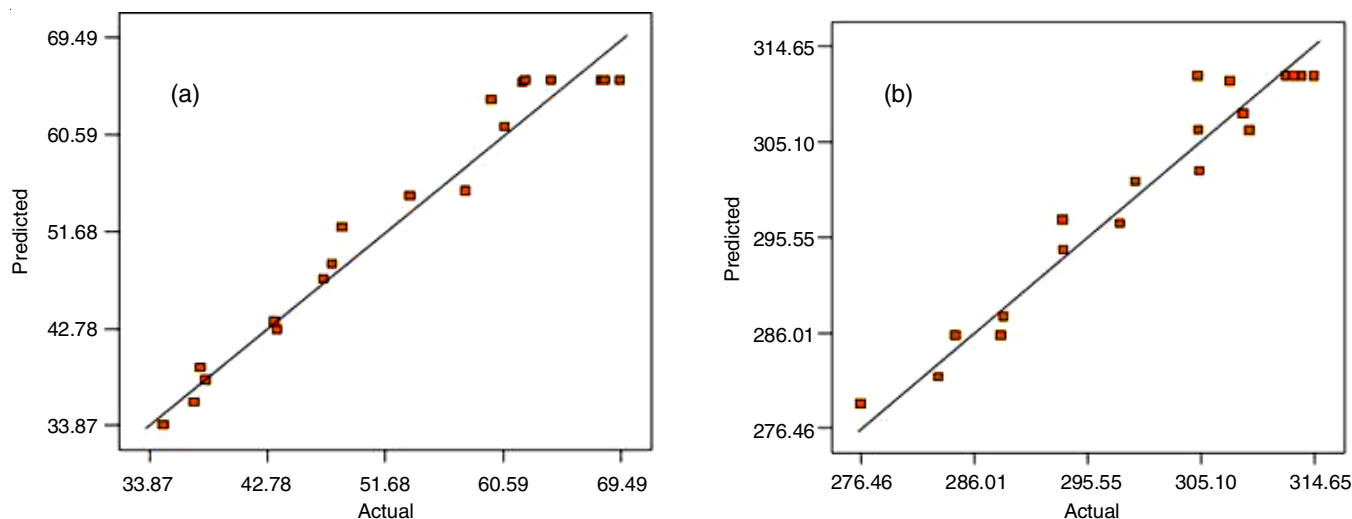 69.49
60.59
51.68
42.78
33.87
Predicted
(a)
33.87 42.78 51.68 60.59 69.49
Actual
314.65
305.10
295.55
286.01
276.46
Predicted
(b)
276.46 286.01 295.55 305.10 314.65
Actual